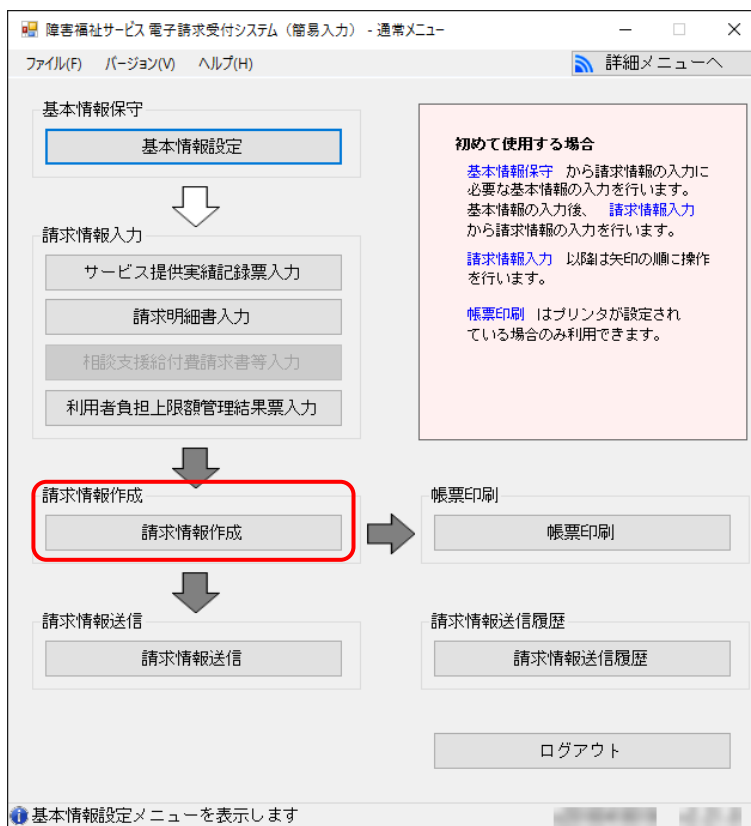 障害福祉サービス 電子請求受付システム（簡易入力） - 通常メニュー
ファイル(F) バージョン(V) ヘルプ(H)
詳細メニューへ
基本情報保守
基本情報設定
請求情報入力
サービス提供実績記録票入力
請求明細書入力
相談支援給付費請求書等入力
利用者負担上限額管理結果票入力
初めて使用する場合
基本情報保守 から請求情報の入力に
必要な基本情報の入力を行います。
基本情報の入力後、 請求情報入力
から請求情報の入力を行います。
請求情報入力 以降は矢印の順に操作
を行います。
帳票印刷 はプリンタが設定され
ている場合のみ利用できます。
請求情報作成
請求情報作成
帳票印刷
帳票印刷
請求情報送信
請求情報送信
請求情報送信履歴
請求情報送信履歴
ログアウト
基本情報設定メニューを表示します